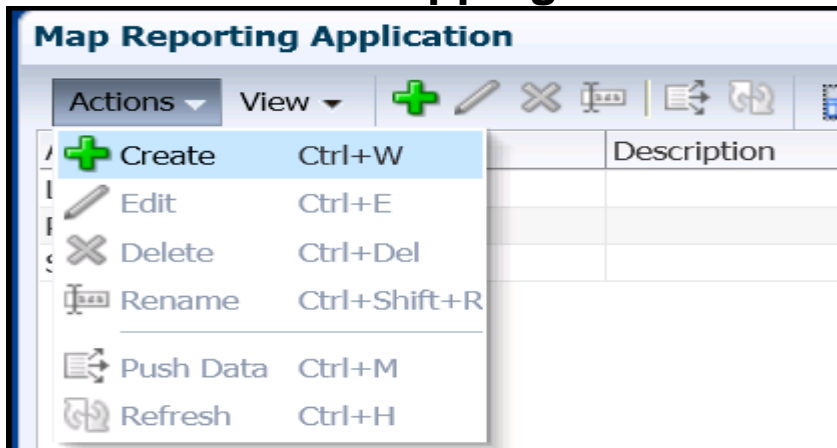 Map Reporting Application
Actions View
Description
Create Ctrl+W
Edit Ctrl+E
Delete Ctrl+Del
Rename Ctrl+Shift+R
Push Data Ctrl+M
Refresh Ctrl+H